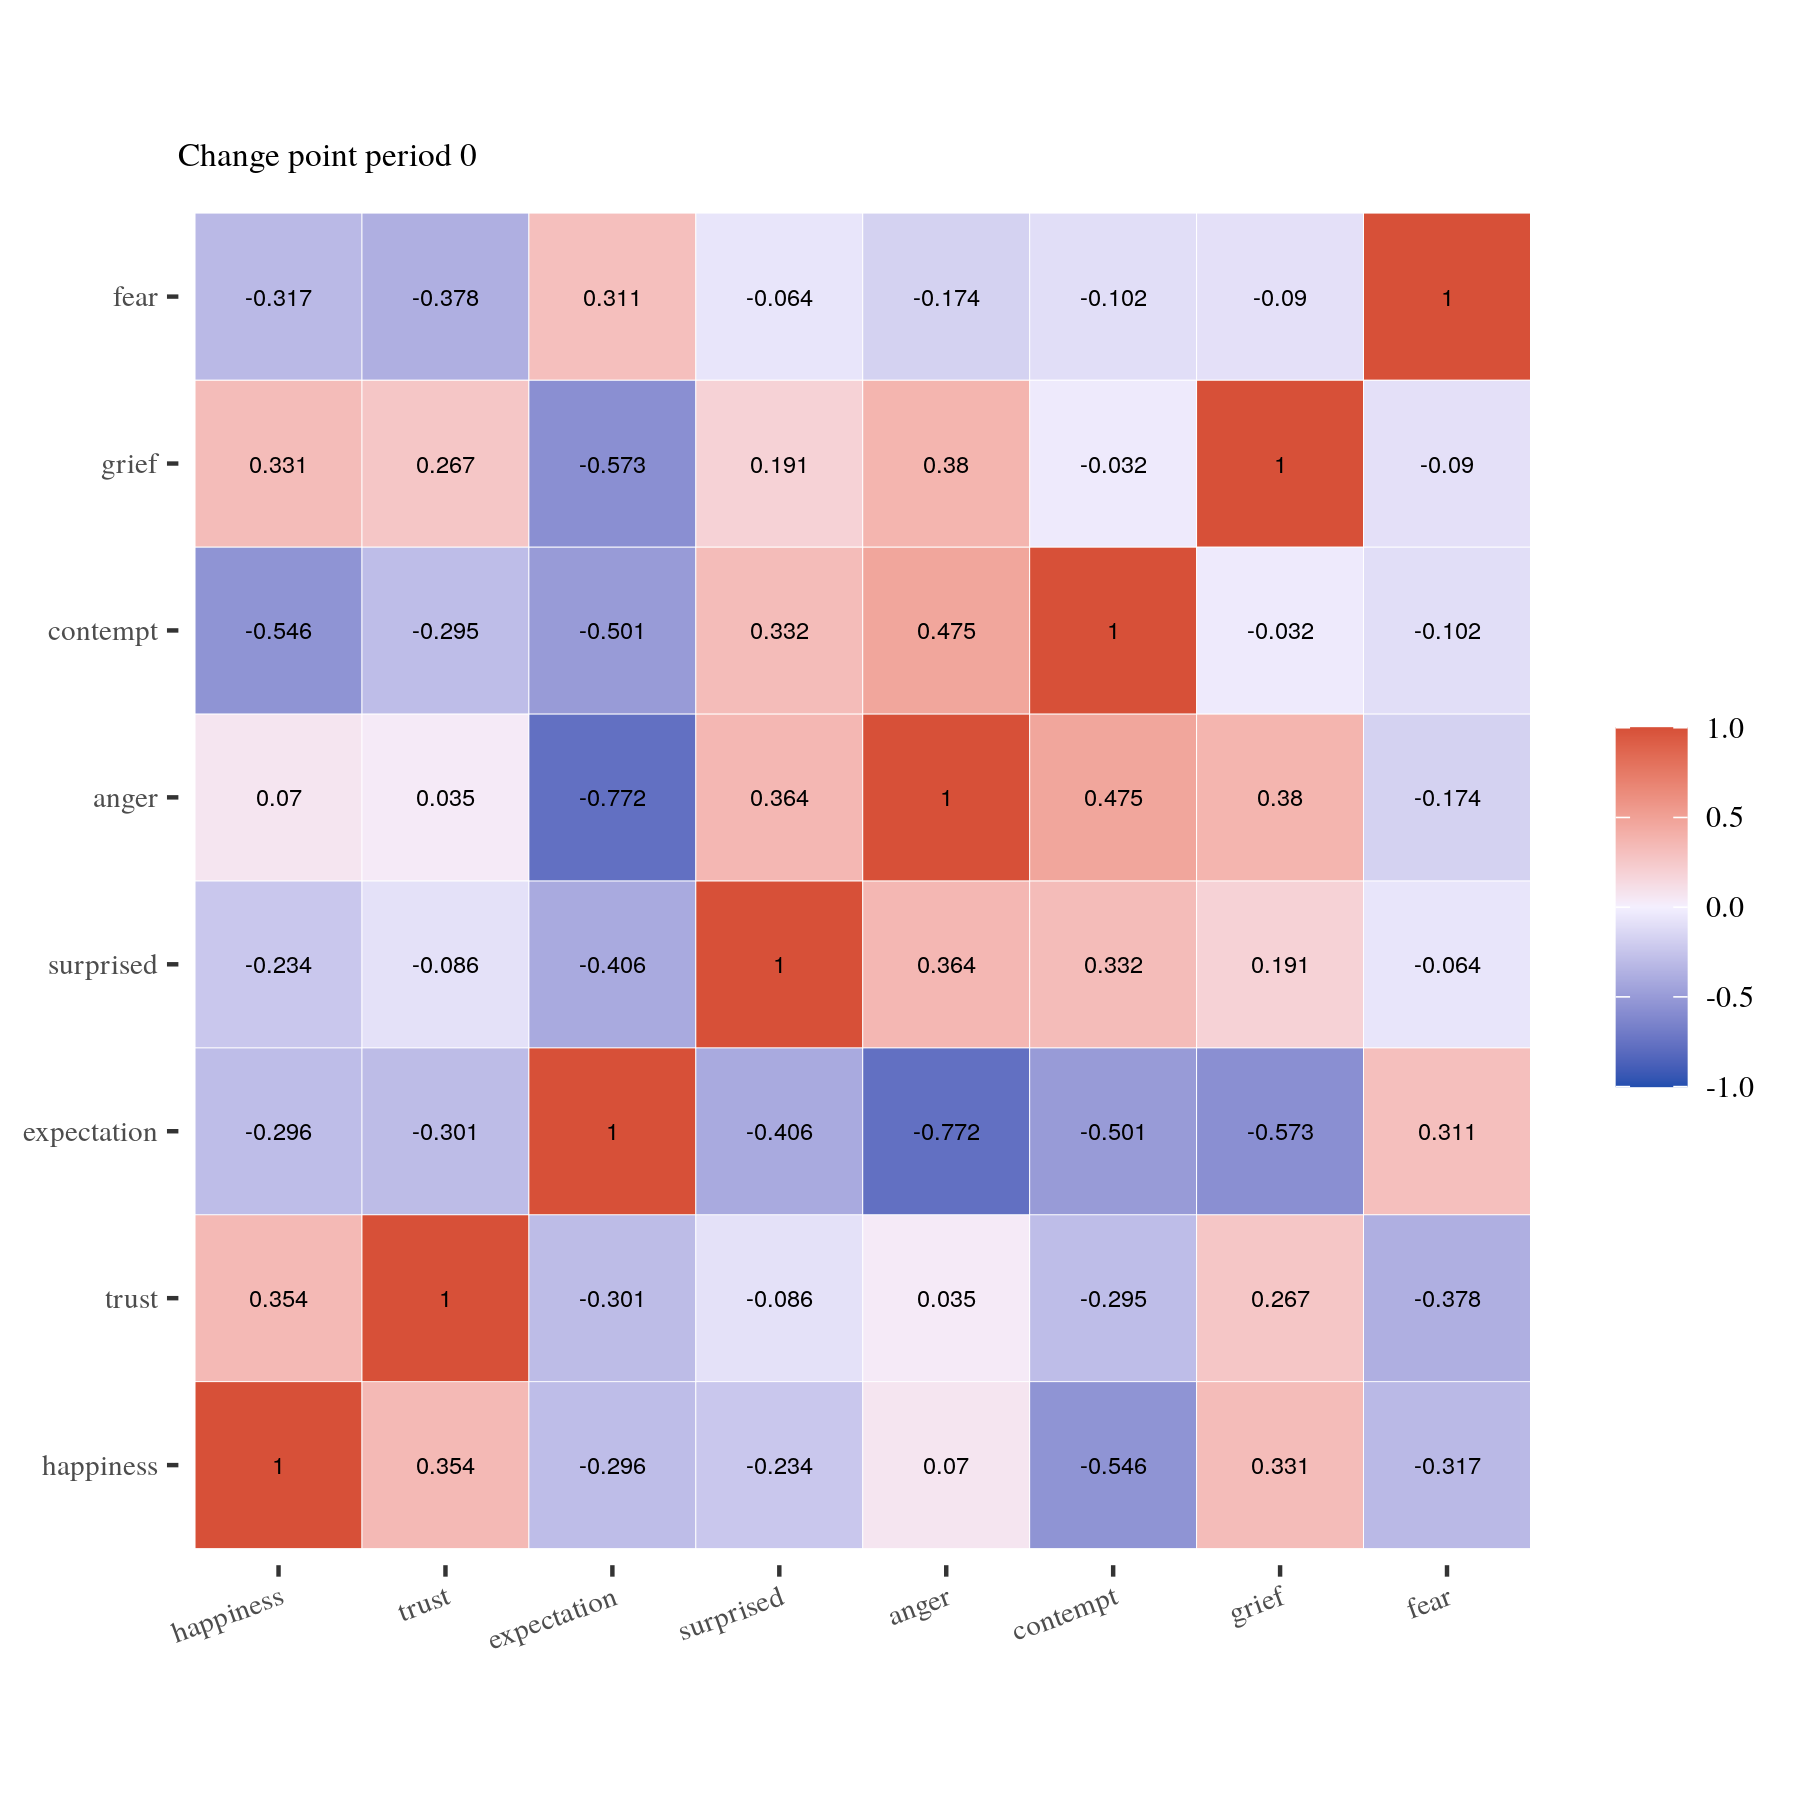 Change point period 0
fear -0.317 -0.378 0.311 -0.064 -0.174 -0.102 -0.09 1
grief 0.331 0.267 -0.573 0.191 0.38 -0.032 1 -0.09
contempt -0.546 -0.295 -0.501 0.332 0.475 1 -0.032 -0.102
anger 0.07 0.035 -0.772 0.364 1 0.475 0.38 -0.174
surprised -0.234 -0.086 -0.406 1 0.364 0.332 0.191 -0.064
expectation -0.296 -0.301 1 -0.406 -0.772 -0.501 -0.573 0.311
trust 0.354 1 -0.301 -0.086 0.035 -0.295 0.267 -0.378
happiness 1 0.354 -0.296 -0.234 0.07 -0.546 0.331 -0.317
happiness trust expectation surprised anger contempt grief fear
1.0
0.5
0.0
-0.5
-1.0